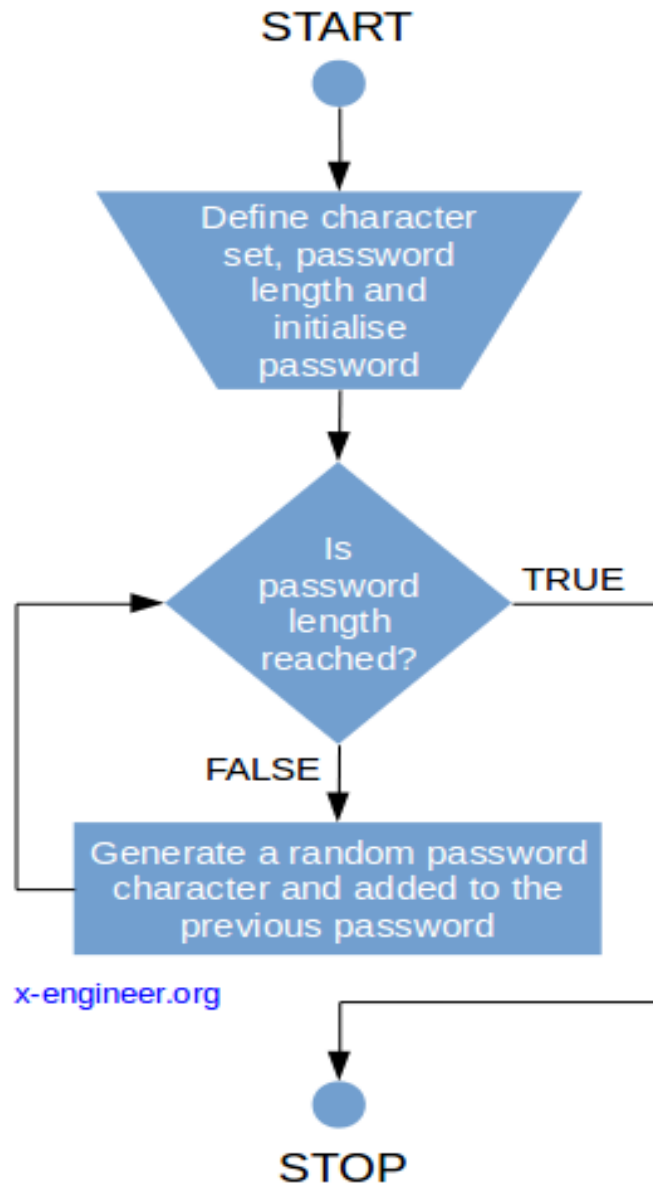 START
Define character
set, password
length and
initialise
password
Is
password
length
reached?
TRUE
FALSE
Generate a random password
character and added to the
previous password
x-engineer.org
STOP